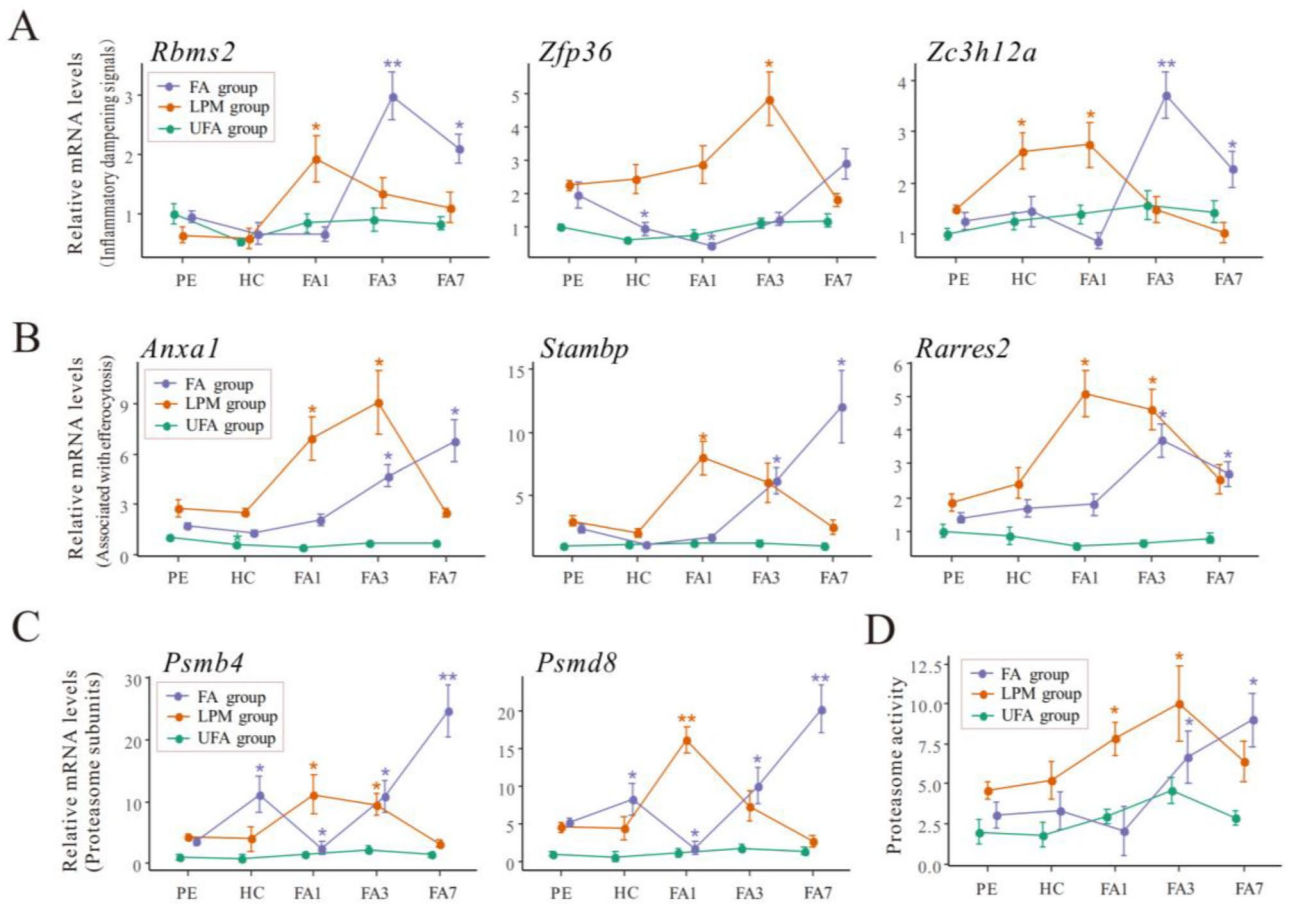 A
Relative mRNA levels
(Inflammatory dampening signals)
Rbms2
FA group
LPM group
UFA group
3
2
1
PE HC FA1 FA3 FA7
* ** *
Zfp36
5
4
3
2
1
PE HC FA1 FA3 FA7
* * *
Zc3h12a
4
3
2
1
PE HC FA1 FA3 FA7
* * ** *
B
Relative mRNA levels
(Associated with efferocytosis)
Anxa1
FA group
LPM group
UFA group
9
6
3
0
PE HC FA1 FA3 FA7
* * * * *
Stambp
15
10
5
PE HC FA1 FA3 FA7
* * *
Rarres2
6
5
4
3
2
1
PE HC FA1 FA3 FA7
* * * *
C
Relative mRNA levels
(Proteasome subunits)
Psmb4
FA group
LPM group
UFA group
30
20
10
0
PE HC FA1 FA3 FA7
* * * * * **
Psmd8
20
15
10
5
0
PE HC FA1 FA3 FA7
* ** * * **
D
Proteasome activity
FA group
LPM group
UFA group
12.5
10.0
7.5
5.0
2.5
0.0
PE HC FA1 FA3 FA7
* * * *